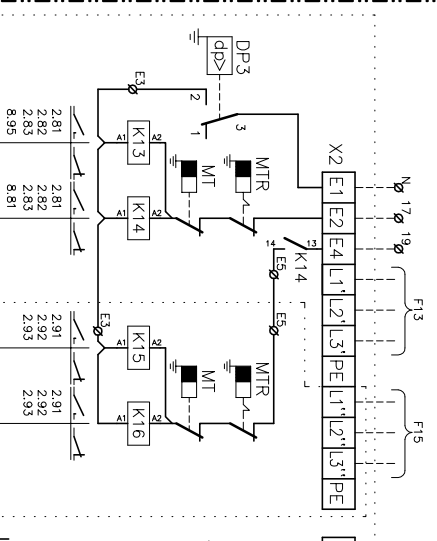 DP3
dp>
E3
2
1
3
X2
E1
E2
E4
L1'
L2'
L3'
PE
L1''
L2''
L3''
PE
N
17
19
F13
F15
MT
MTR
14
13
K14
E5
E5
A1 K13 A2
A1 K14 A2
E3
MT
MTR
A1 K15 A2
A1 K16 A2
2.81
2.82
2.83
8.95
2.81
2.82
2.83
8.81
2.91
2.92
2.93
2.91
2.92
2.93